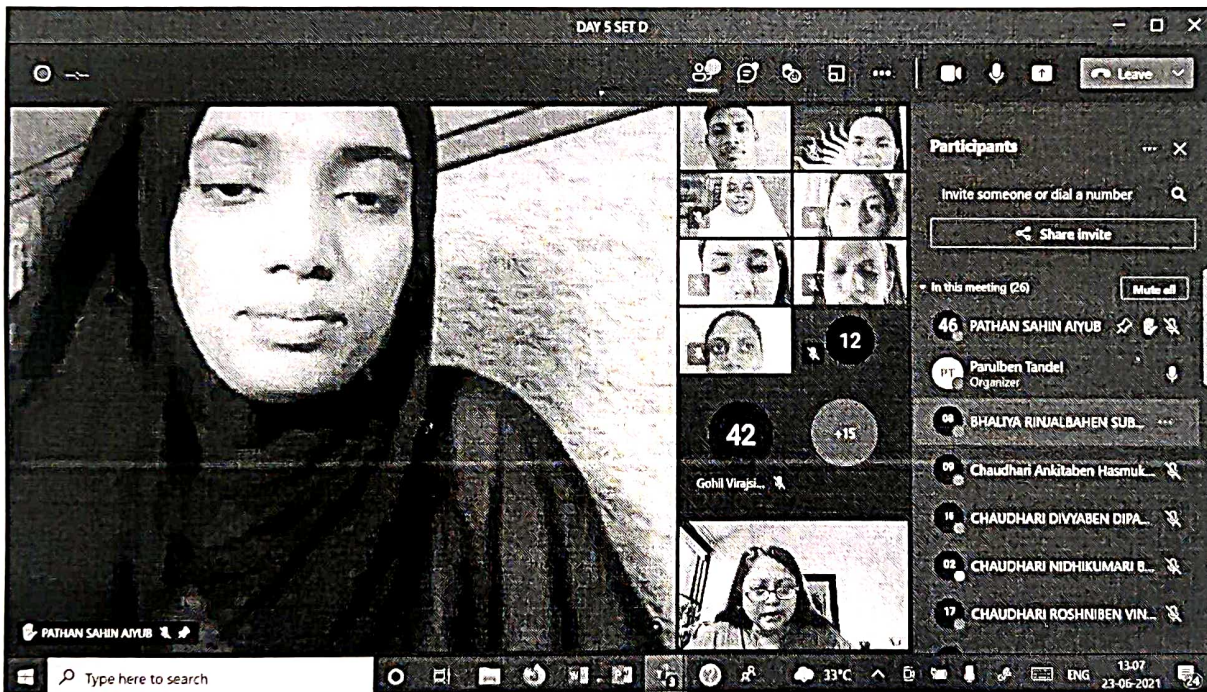 DAY 5 SET D
Leave
Participants
Invite someone or dial a number
Share invite
In this meeting (26)
Mute all
46 PATHAN SAHIN AIYUB
PT Parulben Tandel
Organizer
08 BHALIYA RINJALBAHEN SUB...
09 Chaudhari Ankitaben Hasmuk...
CHAUDHARI DIVYABEN DIPA...
02 CHAUDHARI NIDHIKUMARI B...
17 CHAUDHARI ROSHNIBEN VIN...
12
42
+15
Gohil Virajsi...
PATHAN SAHIN AIYUB
Type here to search
33°C
ENG
13:07
23-06-2021
24